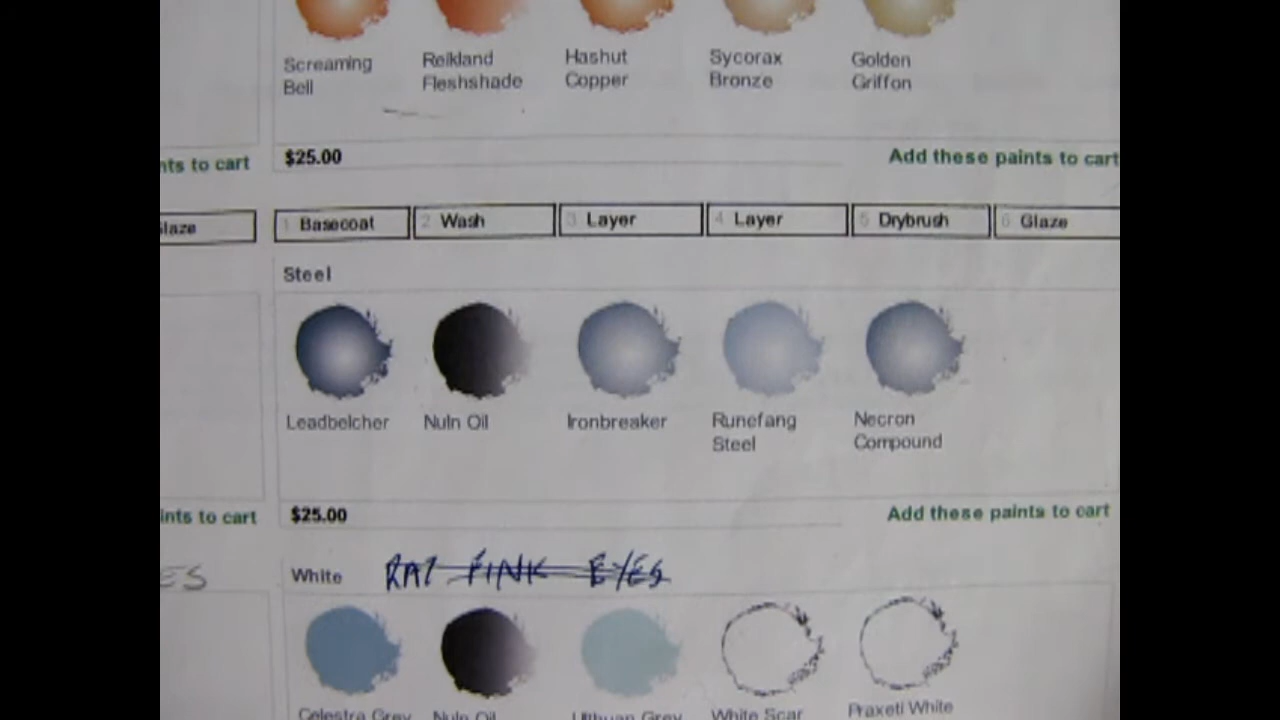 Screaming Bell
Reikland Fleshshade
Hashut Copper
Sycorax Bronze
Golden Griffon
nts to cart
$25.00
Add these paints to cart
laze
1 Basecoat
2 Wash
3 Layer
4 Layer
5 Drybrush
6 Glaze
Steel
Leadbelcher
Nuln Oil
Ironbreaker
Runefang Steel
Necron Compound
ints to cart
$25.00
Add these paints to cart
ES
White
RAT FINK EYES
Celestra Grey
Nuln Oil
Ulthuan Grey
White Scar
Praxeti White